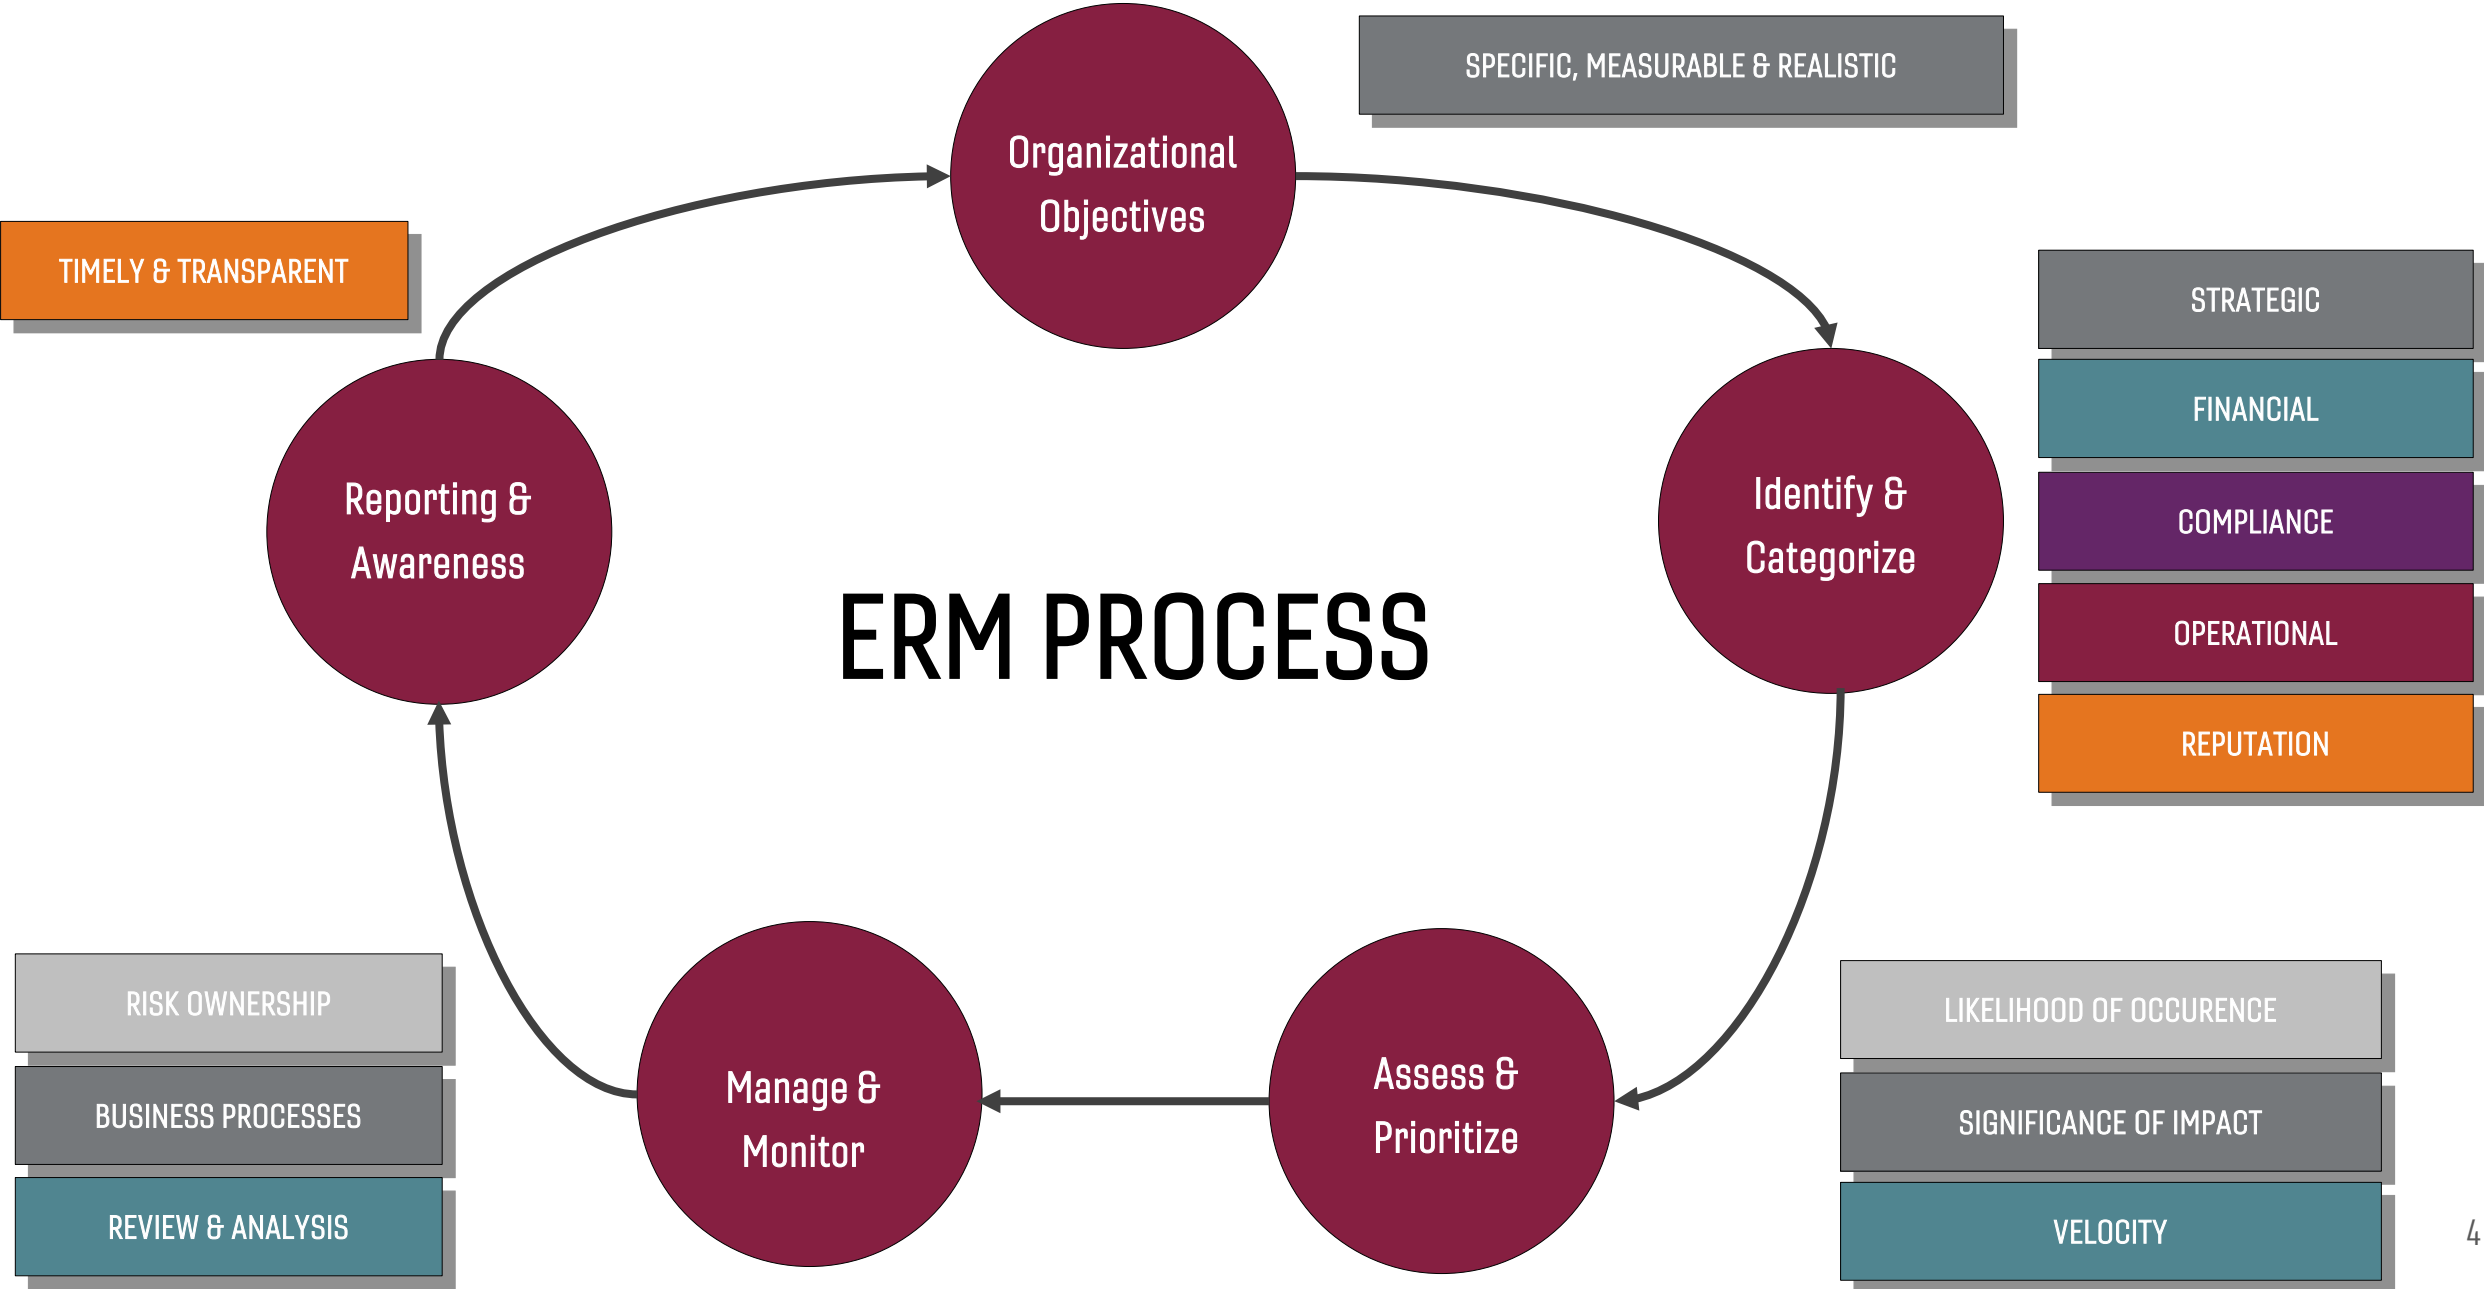 SPECIFIC, MEASURABLE & REALISTIC
Organizational
Objectives
TIMELY & TRANSPARENT
STRATEGIC
FINANCIAL
COMPLIANCE
OPERATIONAL
REPUTATION
Identify &
Categorize
Reporting &
Awareness
ERM PROCESS
RISK OWNERSHIP
BUSINESS PROCESSES
REVIEW & ANALYSIS
Manage &
Monitor
Assess &
Prioritize
LIKELIHOOD OF OCCURENCE
SIGNIFICANCE OF IMPACT
VELOCITY
4